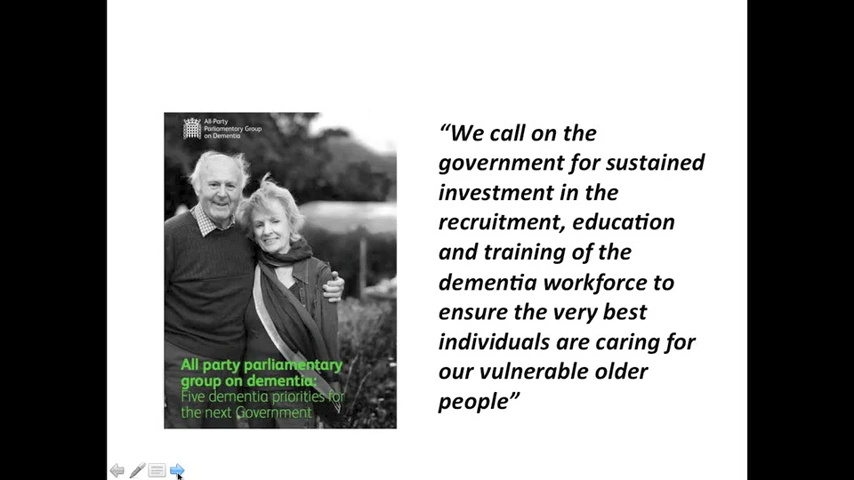 All-Party
Parliamentary Group
on Dementia
All party parliamentary
group on dementia:
Five dementia priorities for
the next Government
“We call on the
government for sustained
investment in the
recruitment, education
and training of the
dementia workforce to
ensure the very best
individuals are caring for
our vulnerable older
people”